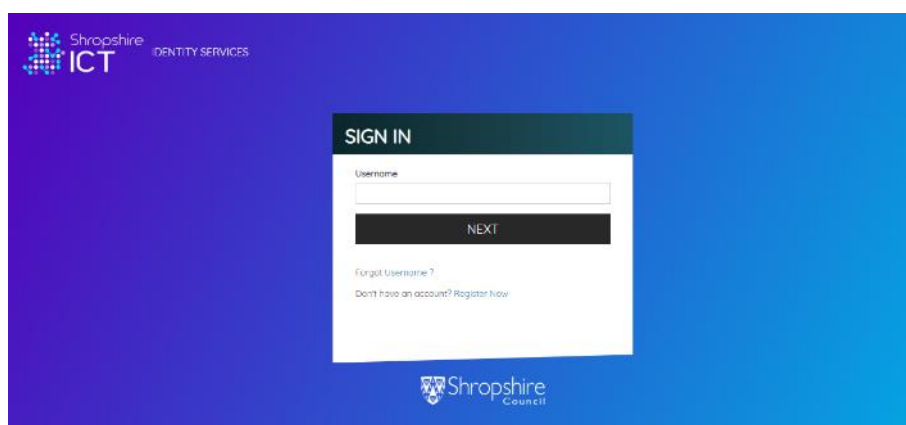 Shropshire
ICT IDENTITY SERVICES
SIGN IN
Username
NEXT
Forgot Username ?
Don't have an account? Register Now
Shropshire
Council